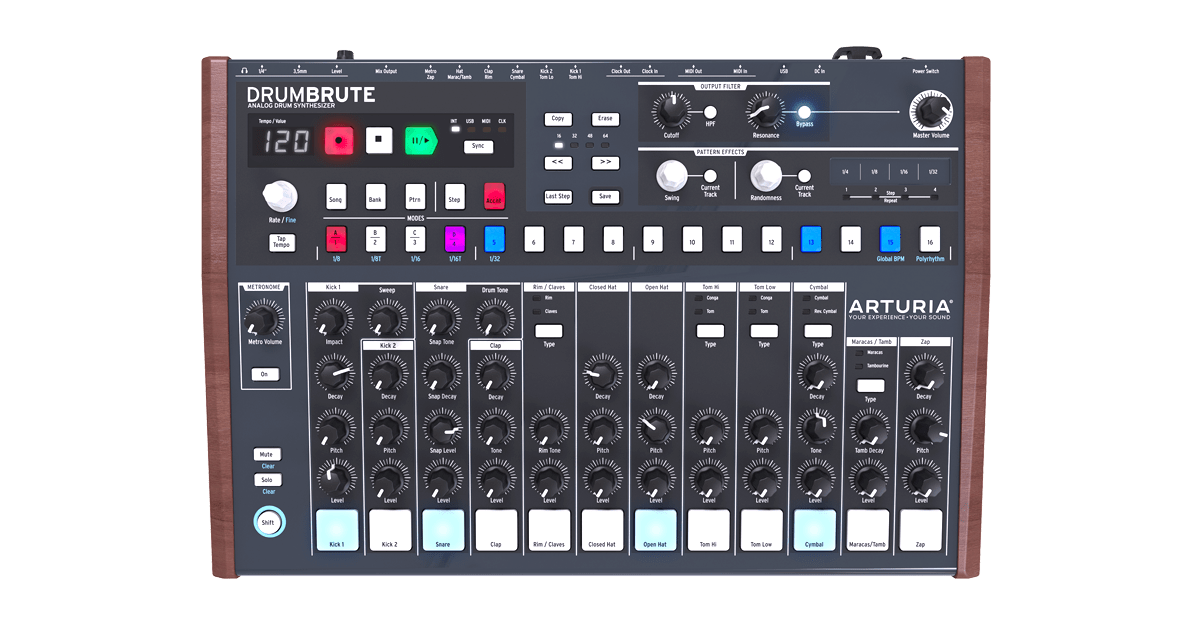 1/4" 3,5mm Level Mix Output Metro Zap Hat Marac/Tamb Clap Rim Snare Cymbal Kick 2 Tom Lo Kick 1 Tom Hi Clock Out Clock In MIDI Out MIDI In USB DC In Power Switch
DRUMBRUTE
ANALOG DRUM SYNTHESIZER
Tempo / Value
120
INT USB MIDI CLK
Sync
Copy Erase
16 32 48 64
<< >>
Last Step Save
OUTPUT FILTER
Cutoff HPF Resonance Bypass Master Volume
PATTERN EFFECTS
Swing Current Track Randomness Current Track
1/4 1/8 1/16 1/32
1 2 3 4
Step Repeat
Rate / Fine
Song Bank Ptrn Step Accent
MODES
Tap Tempo
A 1 B 2 C 3 3 4 5 6 7 8 9 10 11 12 13 14 15 16
1/8 1/8T 1/16 1/16T 1/32 Global BPM Polyrhythm
METRONOME
Metro Volume
On
Mute
Clear
Solo
Clear
Shift
Kick 1 Sweep Snare Drum Tone Rim / Claves Closed Hat Open Hat Tom Hi Tom Low Cymbal
Rim Conga Conga Cymbal
Claves Tom Tom Rev. Cymbal
Type Type Type Type
ARTURIA®
YOUR EXPERIENCE • YOUR SOUND
Impact Snap Tone
Kick 2 Clap Maracas / Tamb Zap
Maracas
Tambourine
Type
Decay Decay Snap Decay Decay Decay Decay Decay Decay
Pitch Pitch Snap Level Tone Rim Tone Pitch Pitch Pitch Pitch Tone Tamb Decay Pitch
Level Level Level Level Level Level Level Level Level Level Level Level
Kick 1 Kick 2 Snare Clap Rim / Claves Closed Hat Open Hat Tom Hi Tom Low Cymbal Maracas/Tamb Zap